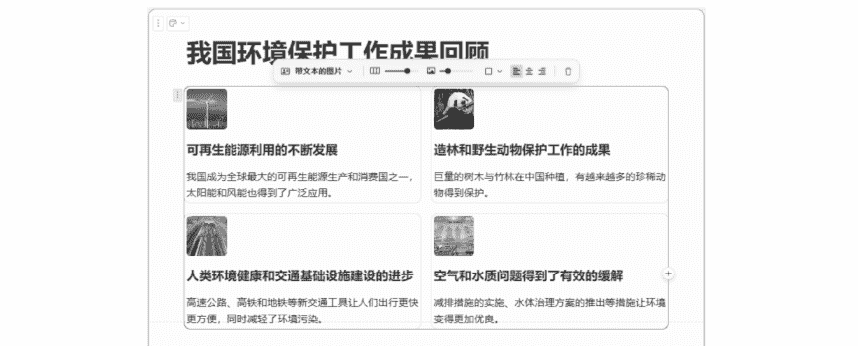 我国环境保护工作成果回顾
带文本的图片
可再生能源利用的不断发展
造林和野生动物保护工作的成果
我国成为全球最大的可再生能源生产和消费国之一，
太阳能和风能也得到了广泛应用。
巨量的树木与竹林在中国种植，有越来越多的珍稀动
物得到保护。
人类环境健康和交通基础设施建设的进步
空气和水质问题得到了有效的缓解
高速公路、高铁和地铁等新交通工具让人们出行更快
更方便，同时减轻了环境污染。
减排措施的实施、水体治理方案的推出等措施让环境
变得更加优良。